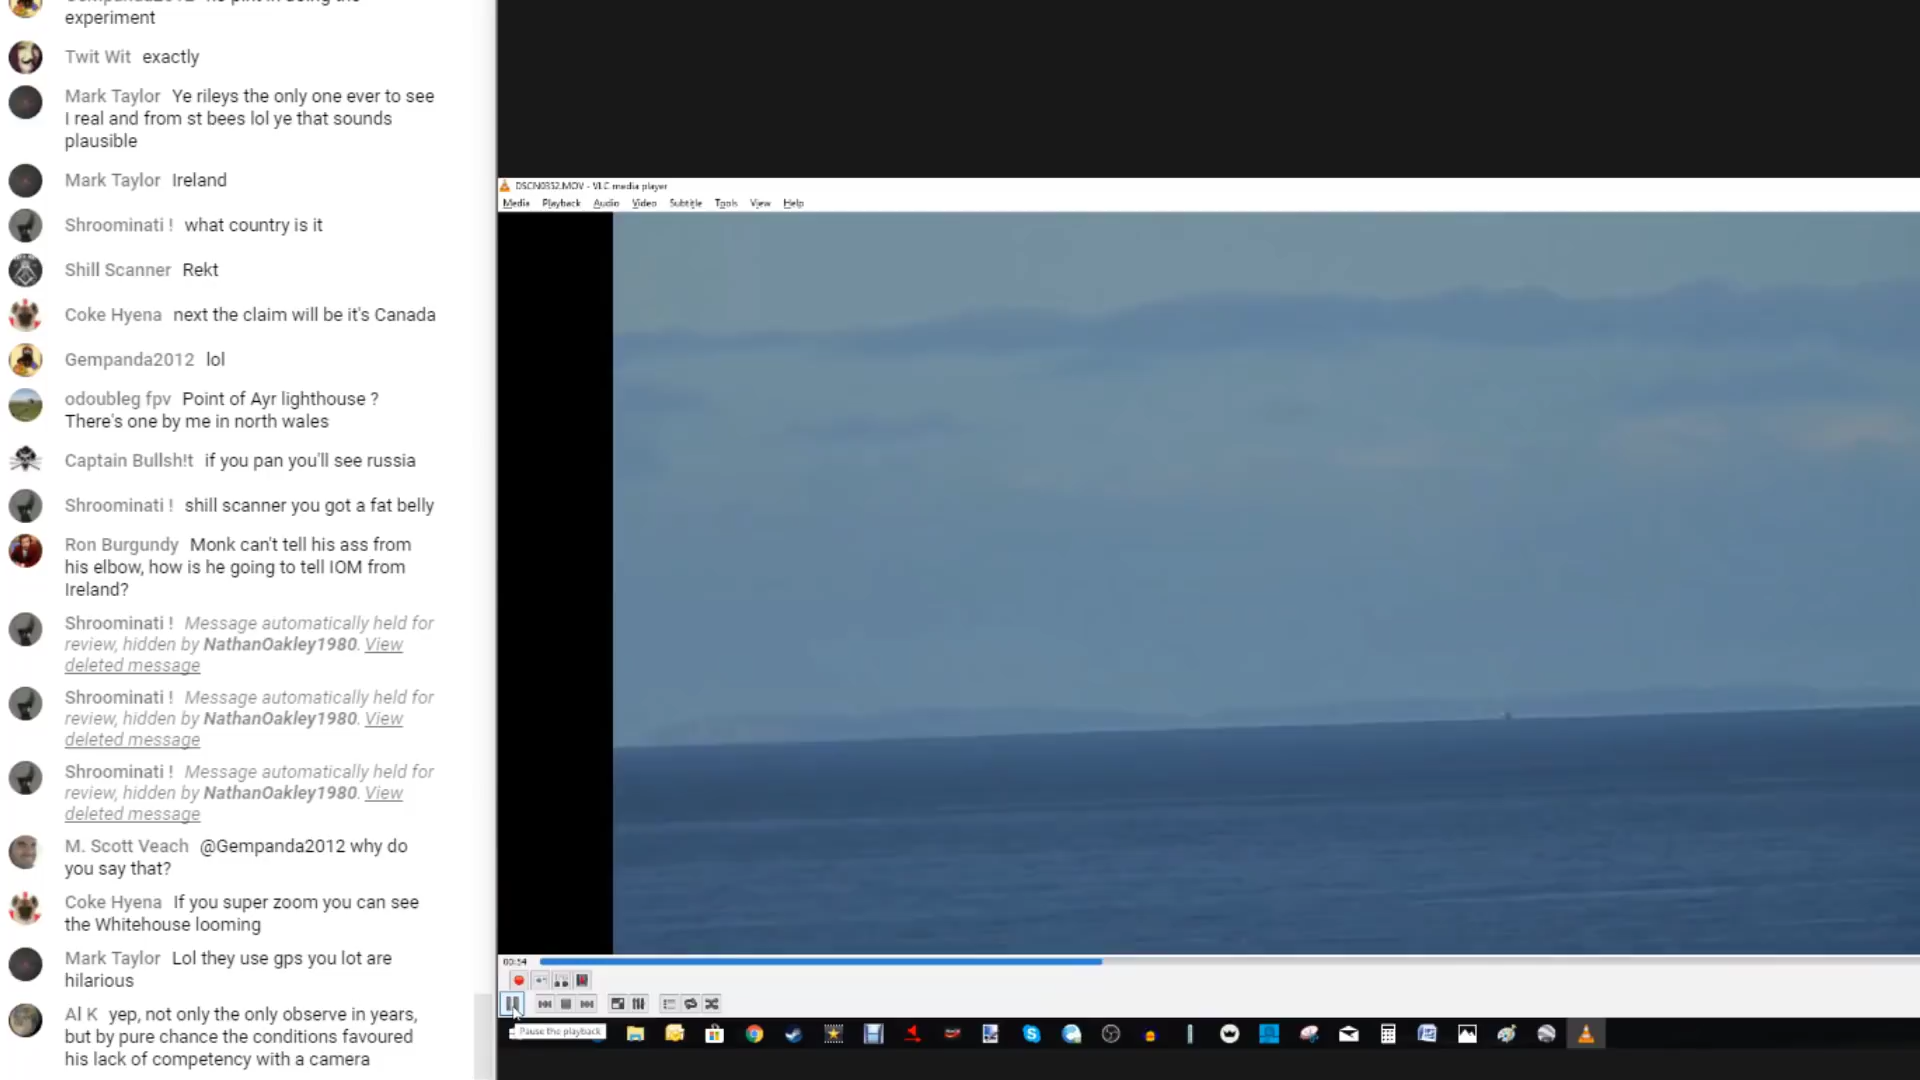 experiment
Twit Wit exactly
Mark Taylor Ye rileys the only one ever to see
I real and from st bees lol ye that sounds
plausible
Mark Taylor Ireland
Shroominati ! what country is it
Shill Scanner Rekt
Coke Hyena next the claim will be it's Canada
Gempanda2012 lol
odoubleg fpv Point of Ayr lighthouse ?
There's one by me in north wales
Captain Bullsh!t if you pan you'll see russia
Shroominati ! shill scanner you got a fat belly
Ron Burgundy Monk can't tell his ass from
his elbow, how is he going to tell IOM from
Ireland?
Shroominati ! Message automatically held for
review, hidden by NathanOakley1980. View
deleted message
Shroominati ! Message automatically held for
review, hidden by NathanOakley1980. View
deleted message
Shroominati ! Message automatically held for
review, hidden by NathanOakley1980. View
deleted message
M. Scott Veach @Gempanda2012 why do
you say that?
Coke Hyena If you super zoom you can see
the Whitehouse looming
Mark Taylor Lol they use gps you lot are
hilarious
Al K yep, not only the only observe in years,
but by pure chance the conditions favoured
his lack of competency with a camera
DSCN0352.MOV - VLC media player
Media Playback Audio Video Subtitle Tools View Help
00:54
Pause the playback